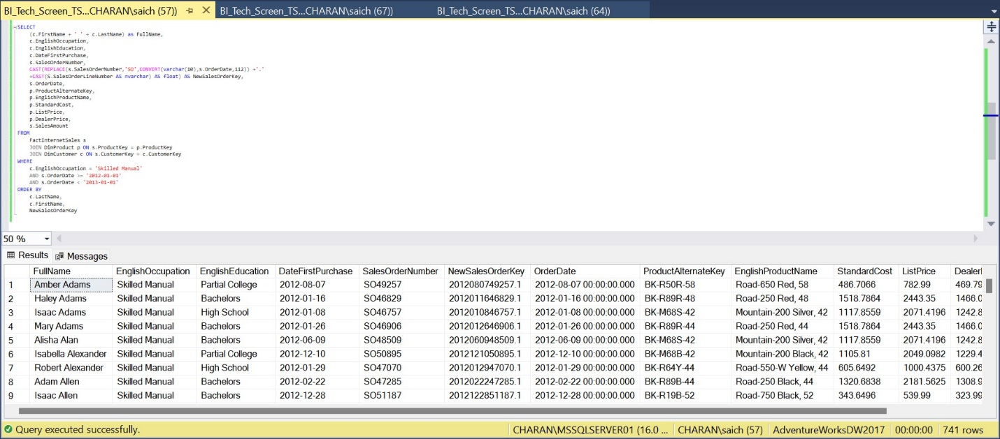 BI_Tech_Screen_TS...CHARAN\saich (57)) BI_Tech_Screen_TS...CHARAN\saich (67)) BI_Tech_Screen_TS...CHARAN\saich (64))
SELECT
(c.FirstName + ' ' + c.LastName) as FullName,
c.EnglishOccupation,
c.EnglishEducation,
c.DateFirstPurchase,
s.SalesOrderNumber,
CAST(REPLACE(s.SalesOrderNumber,'SO',CONVERT(varchar(10),s.OrderDate,112)) +'.'
+CAST(S.SalesOrderLineNumber AS nvarchar) AS float) AS NewSalesOrderKey,
s.OrderDate,
p.ProductAlternateKey,
p.EnglishProductName,
p.StandardCost,
p.ListPrice,
p.DealerPrice,
s.SalesAmount
FROM
FactInternetSales s
JOIN DimProduct p ON s.ProductKey = p.ProductKey
JOIN DimCustomer c ON s.CustomerKey = c.CustomerKey
WHERE
c.EnglishOccupation = 'Skilled Manual'
AND s.OrderDate >= '2012-01-01'
AND s.OrderDate < '2013-01-01'
ORDER BY
c.LastName,
c.FirstName,
NewSalesOrderKey
50 %
Results Messages
FullName EnglishOccupation EnglishEducation DateFirstPurchase SalesOrderNumber NewSalesOrderKey OrderDate ProductAlternateKey EnglishProductName StandardCost ListPrice Dealer
1 Amber Adams Skilled Manual Partial College 2012-08-07 SO49257 2012080749257.1 2012-08-07 00:00:00.000 BK-R50R-58 Road-650 Red, 58 486.7066 782.99 469.79
2 Haley Adams Skilled Manual Bachelors 2012-01-16 SO46829 2012011646829.1 2012-01-16 00:00:00.000 BK-R89R-48 Road-250 Red, 48 1518.7864 2443.35 1466.0
3 Isaac Adams Skilled Manual High School 2012-01-08 SO46757 2012010846757.1 2012-01-08 00:00:00.000 BK-M68S-42 Mountain-200 Silver, 42 1117.8559 2071.4196 1242.8
4 Mary Adams Skilled Manual Bachelors 2012-01-26 SO46906 2012012646906.1 2012-01-26 00:00:00.000 BK-R89R-44 Road-250 Red, 44 1518.7864 2443.35 1466.0
5 Alisha Alan Skilled Manual Bachelors 2012-06-09 SO48509 2012060948509.1 2012-06-09 00:00:00.000 BK-M68S-42 Mountain-200 Silver, 42 1117.8559 2071.4196 1242.8
6 Isabella Alexander Skilled Manual Partial College 2012-12-10 SO50895 2012121050895.1 2012-12-10 00:00:00.000 BK-M68B-42 Mountain-200 Black, 42 1105.81 2049.0982 1229.4
7 Robert Alexander Skilled Manual High School 2012-01-29 SO47070 2012012947070.1 2012-01-29 00:00:00.000 BK-R64Y-44 Road-550-W Yellow, 44 605.6492 1000.4375 600.26
8 Adam Allen Skilled Manual Bachelors 2012-02-22 SO47285 2012022247285.1 2012-02-22 00:00:00.000 BK-R89B-44 Road-250 Black, 44 1320.6838 2181.5625 1308.9
9 Isaac Allen Skilled Manual Bachelors 2012-12-28 SO51187 2012122851187.1 2012-12-28 00:00:00.000 BK-R19B-52 Road-750 Black, 52 343.6496 539.99 323.99
Query executed successfully. CHARAN\MSSQLSERVER01 (16.0 ... CHARAN\saich (57) AdventureWorksDW2017 00:00:00 741 rows